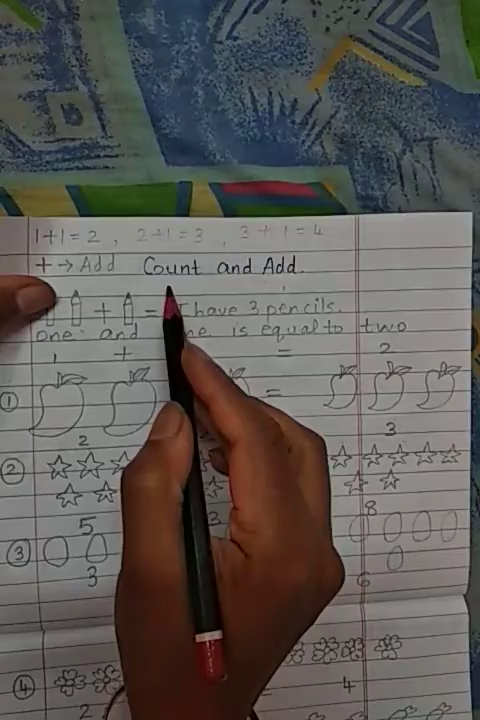 1+1=2 , 2+1=3 , 3+1=4
+ → Add Count and Add.
+ = I have 3 pencils.
one and is equal to two
1 + = 2
① =
2 3
②
5 3 8
③
3 6
④
2 4